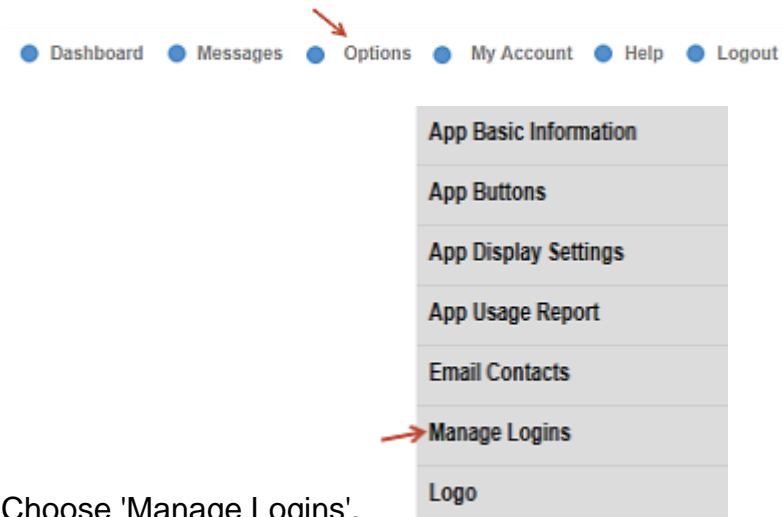 Dashboard Messages Options My Account Help Logout
App Basic Information
App Buttons
App Display Settings
App Usage Report
Email Contacts
Manage Logins
Logo
Choose 'Manage Logins'.